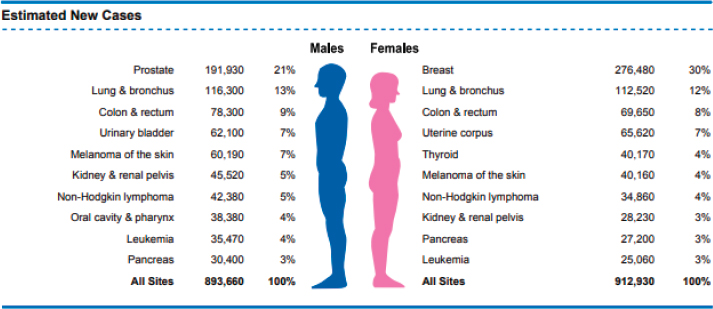 Estimated New Cases
Males Females
Prostate 191,930 21% Breast 276,480 30%
Lung & bronchus 116,300 13% Lung & bronchus 112,520 12%
Colon & rectum 78,300 9% Colon & rectum 69,650 8%
Urinary bladder 62,100 7% Uterine corpus 65,620 7%
Melanoma of the skin 60,190 7% Thyroid 40,170 4%
Kidney & renal pelvis 45,520 5% Melanoma of the skin 40,160 4%
Non-Hodgkin lymphoma 42,380 5% Non-Hodgkin lymphoma 34,860 4%
Oral cavity & pharynx 38,380 4% Kidney & renal pelvis 28,230 3%
Leukemia 35,470 4% Pancreas 27,200 3%
Pancreas 30,400 3% Leukemia 25,060 3%
All Sites 893,660 100% All Sites 912,930 100%